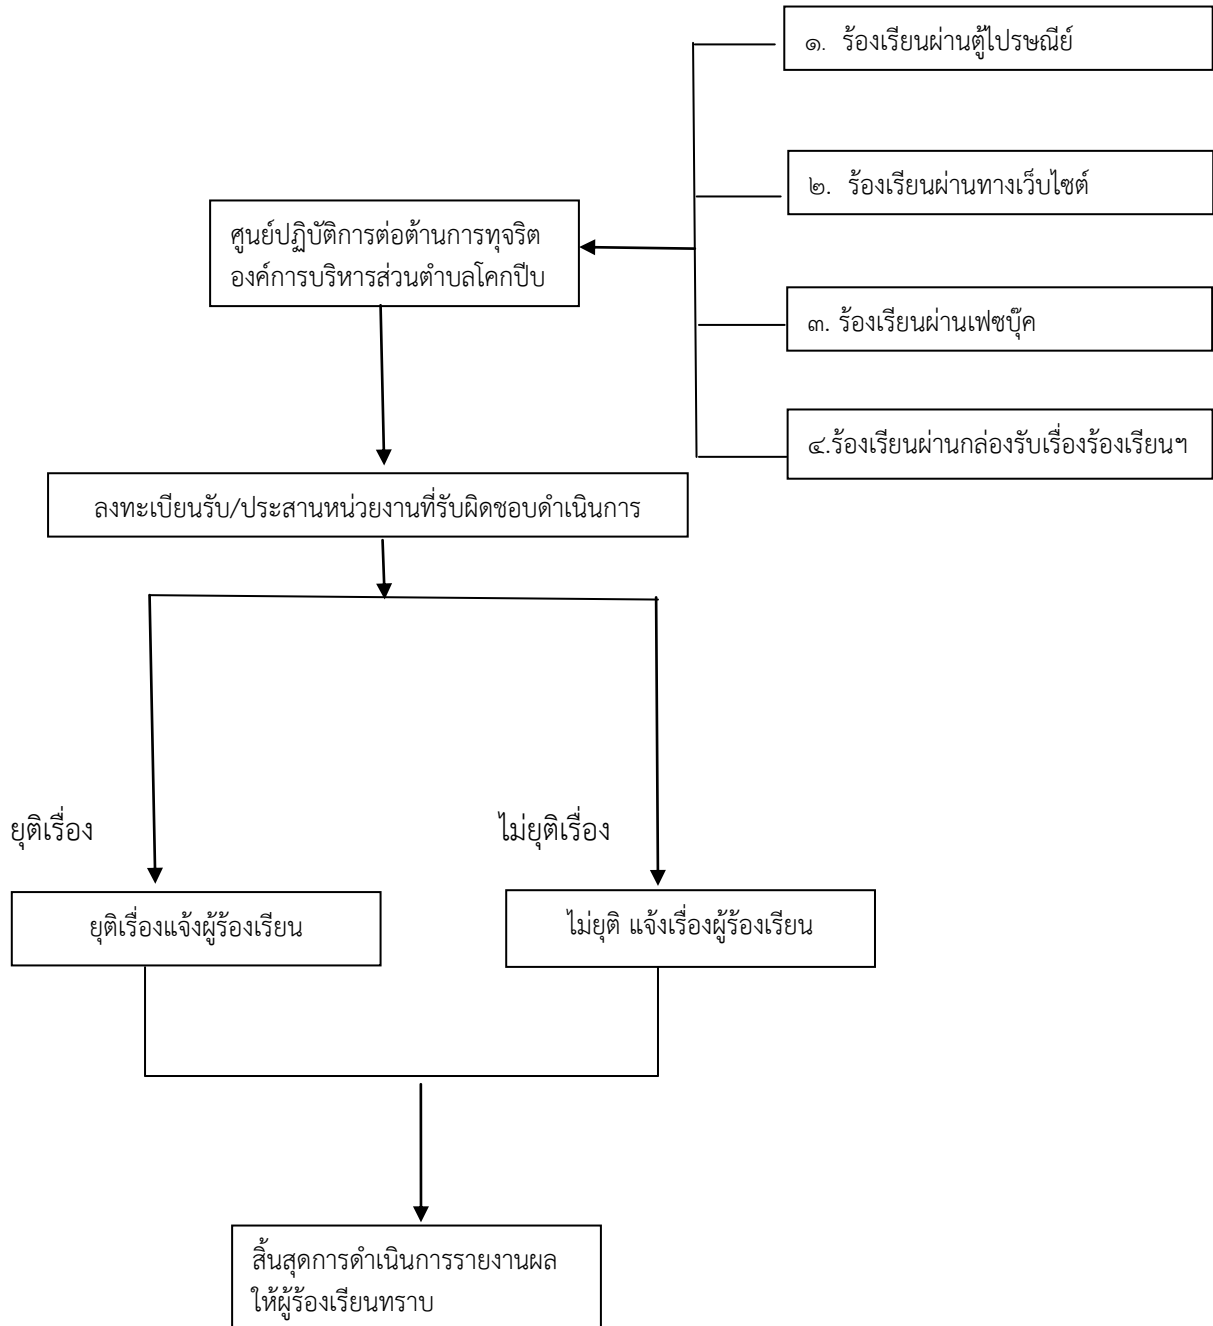 ๑. ร้องเรียนผ่านตู้ไปรษณีย์
๒. ร้องเรียนผ่านทางเว็บไซต์
ศูนย์ปฏิบัติการต่อต้านการทุจริต
องค์การบริหารส่วนตำบลโคกปีบ
๓. ร้องเรียนผ่านเฟซบุ๊ค
๔.ร้องเรียนผ่านกล่องรับเรื่องร้องเรียนฯ
ลงทะเบียนรับ/ประสานหน่วยงานที่รับผิดชอบดำเนินการ
ยุติเรื่อง
ไม่ยุติเรื่อง
ยุติเรื่องแจ้งผู้ร้องเรียน
ไม่ยุติ แจ้งเรื่องผู้ร้องเรียน
สิ้นสุดการดำเนินการรายงานผล
ให้ผู้ร้องเรียนทราบ